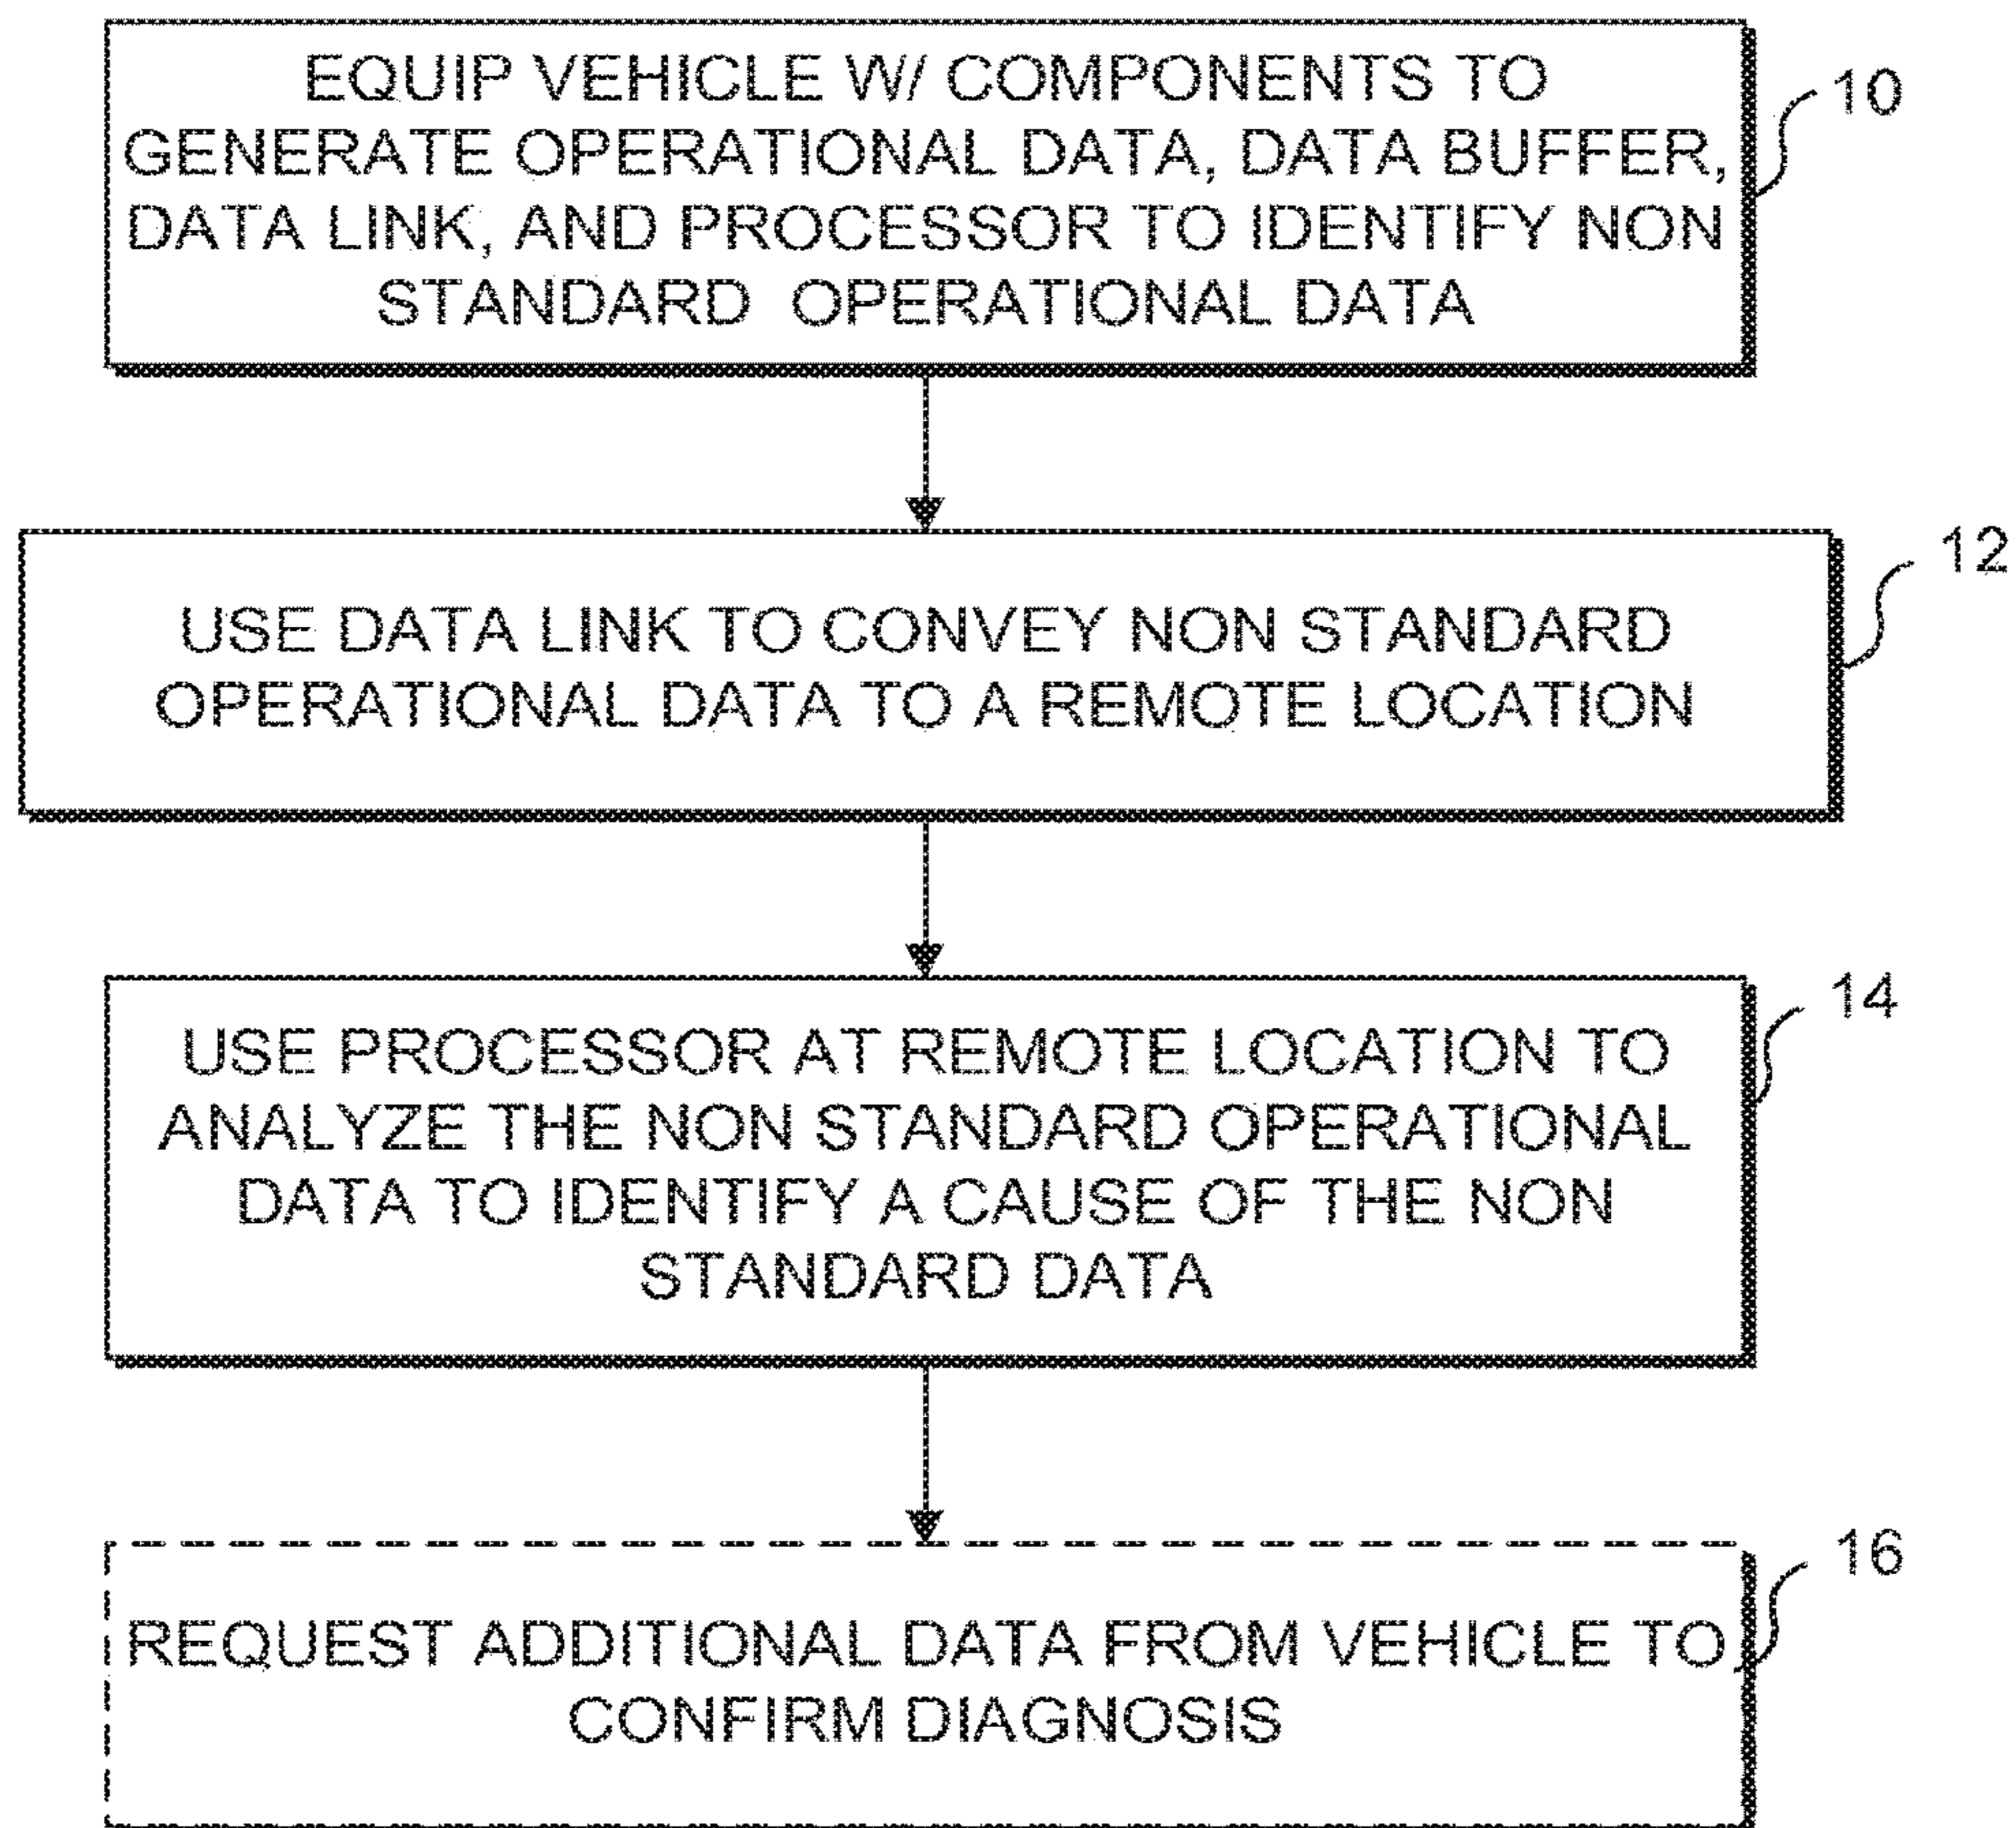 EQUIP VEHICLE W/ COMPONENTS TO
GENERATE OPERATIONAL DATA, DATA BUFFER,
DATA LINK, AND PROCESSOR TO IDENTIFY NON
STANDARD OPERATIONAL DATA
10
USE DATA LINK TO CONVEY NON STANDARD
OPERATIONAL DATA TO A REMOTE LOCATION
12
USE PROCESSOR AT REMOTE LOCATION TO
ANALYZE THE NON STANDARD OPERATIONAL
DATA TO IDENTIFY A CAUSE OF THE NON
STANDARD DATA
14
REQUEST ADDITIONAL DATA FROM VEHICLE TO
CONFIRM DIAGNOSIS
16